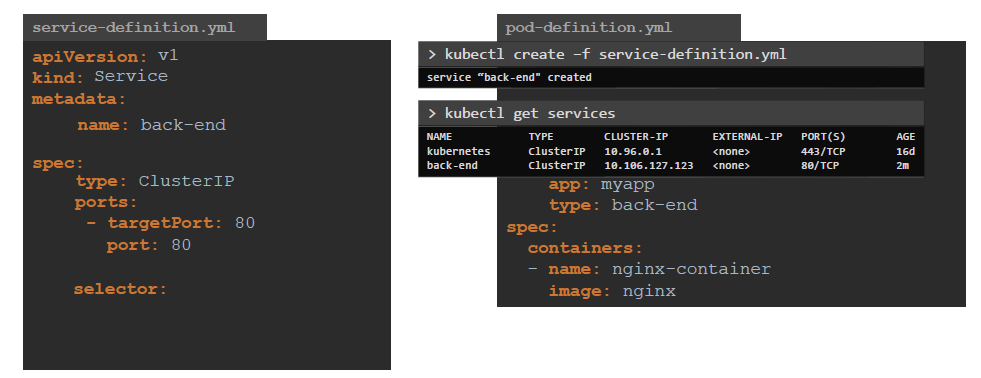 service-definition.yml
apiVersion: v1
kind: Service
metadata:
name: back-end
spec:
type: ClusterIP
ports:
- targetPort: 80
port: 80
selector:
pod-definition.yml
> kubectl create –f service-definition.yml
service “back-end" created
> kubectl get services
NAME TYPE CLUSTER-IP EXTERNAL-IP PORT(S) AGE
kubernetes ClusterIP 10.96.0.1 <none> 443/TCP 16d
back-end ClusterIP 10.106.127.123 <none> 80/TCP 2m
app: myapp
type: back-end
spec:
containers:
- name: nginx-container
image: nginx